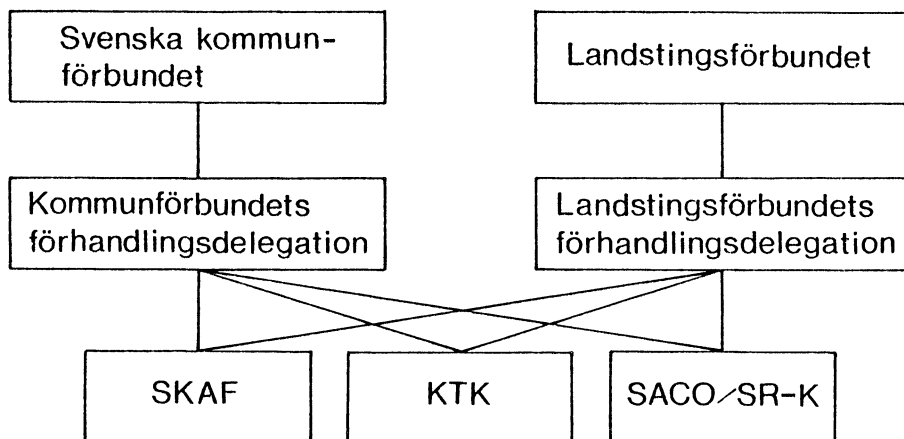 Svenska kommun-
förbundet
Landstingsförbundet
Kommunförbundets
förhandlingsdelegation
Landstingsförbundets
förhandlingsdelegation
SKAF
KTK
SACO/SR-K